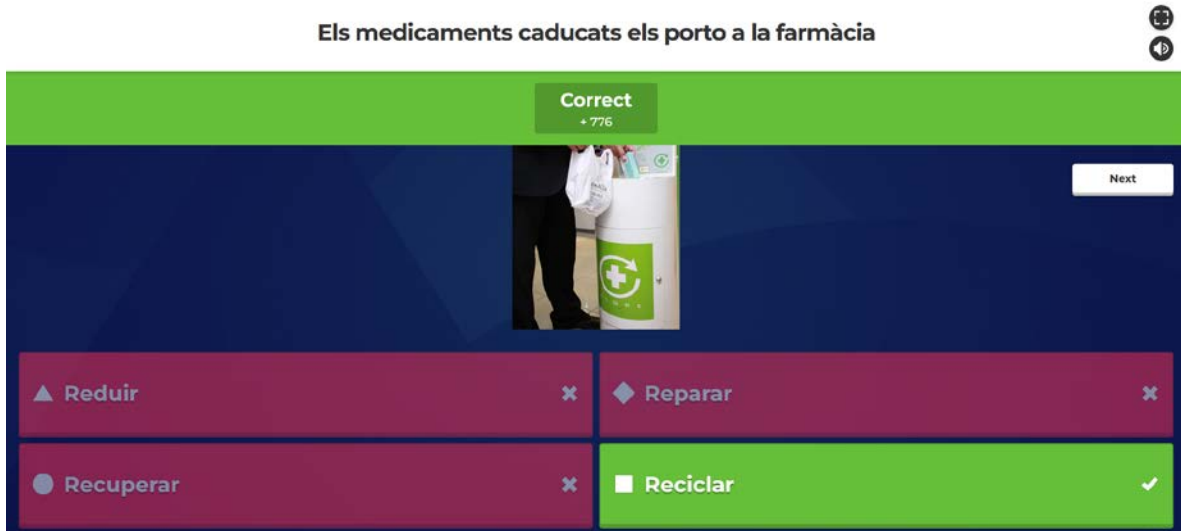 Els medicaments caducats els porto a la farmàcia
Correct
+ 776
Next
Reduir
Reparar
Recuperar
Reciclar